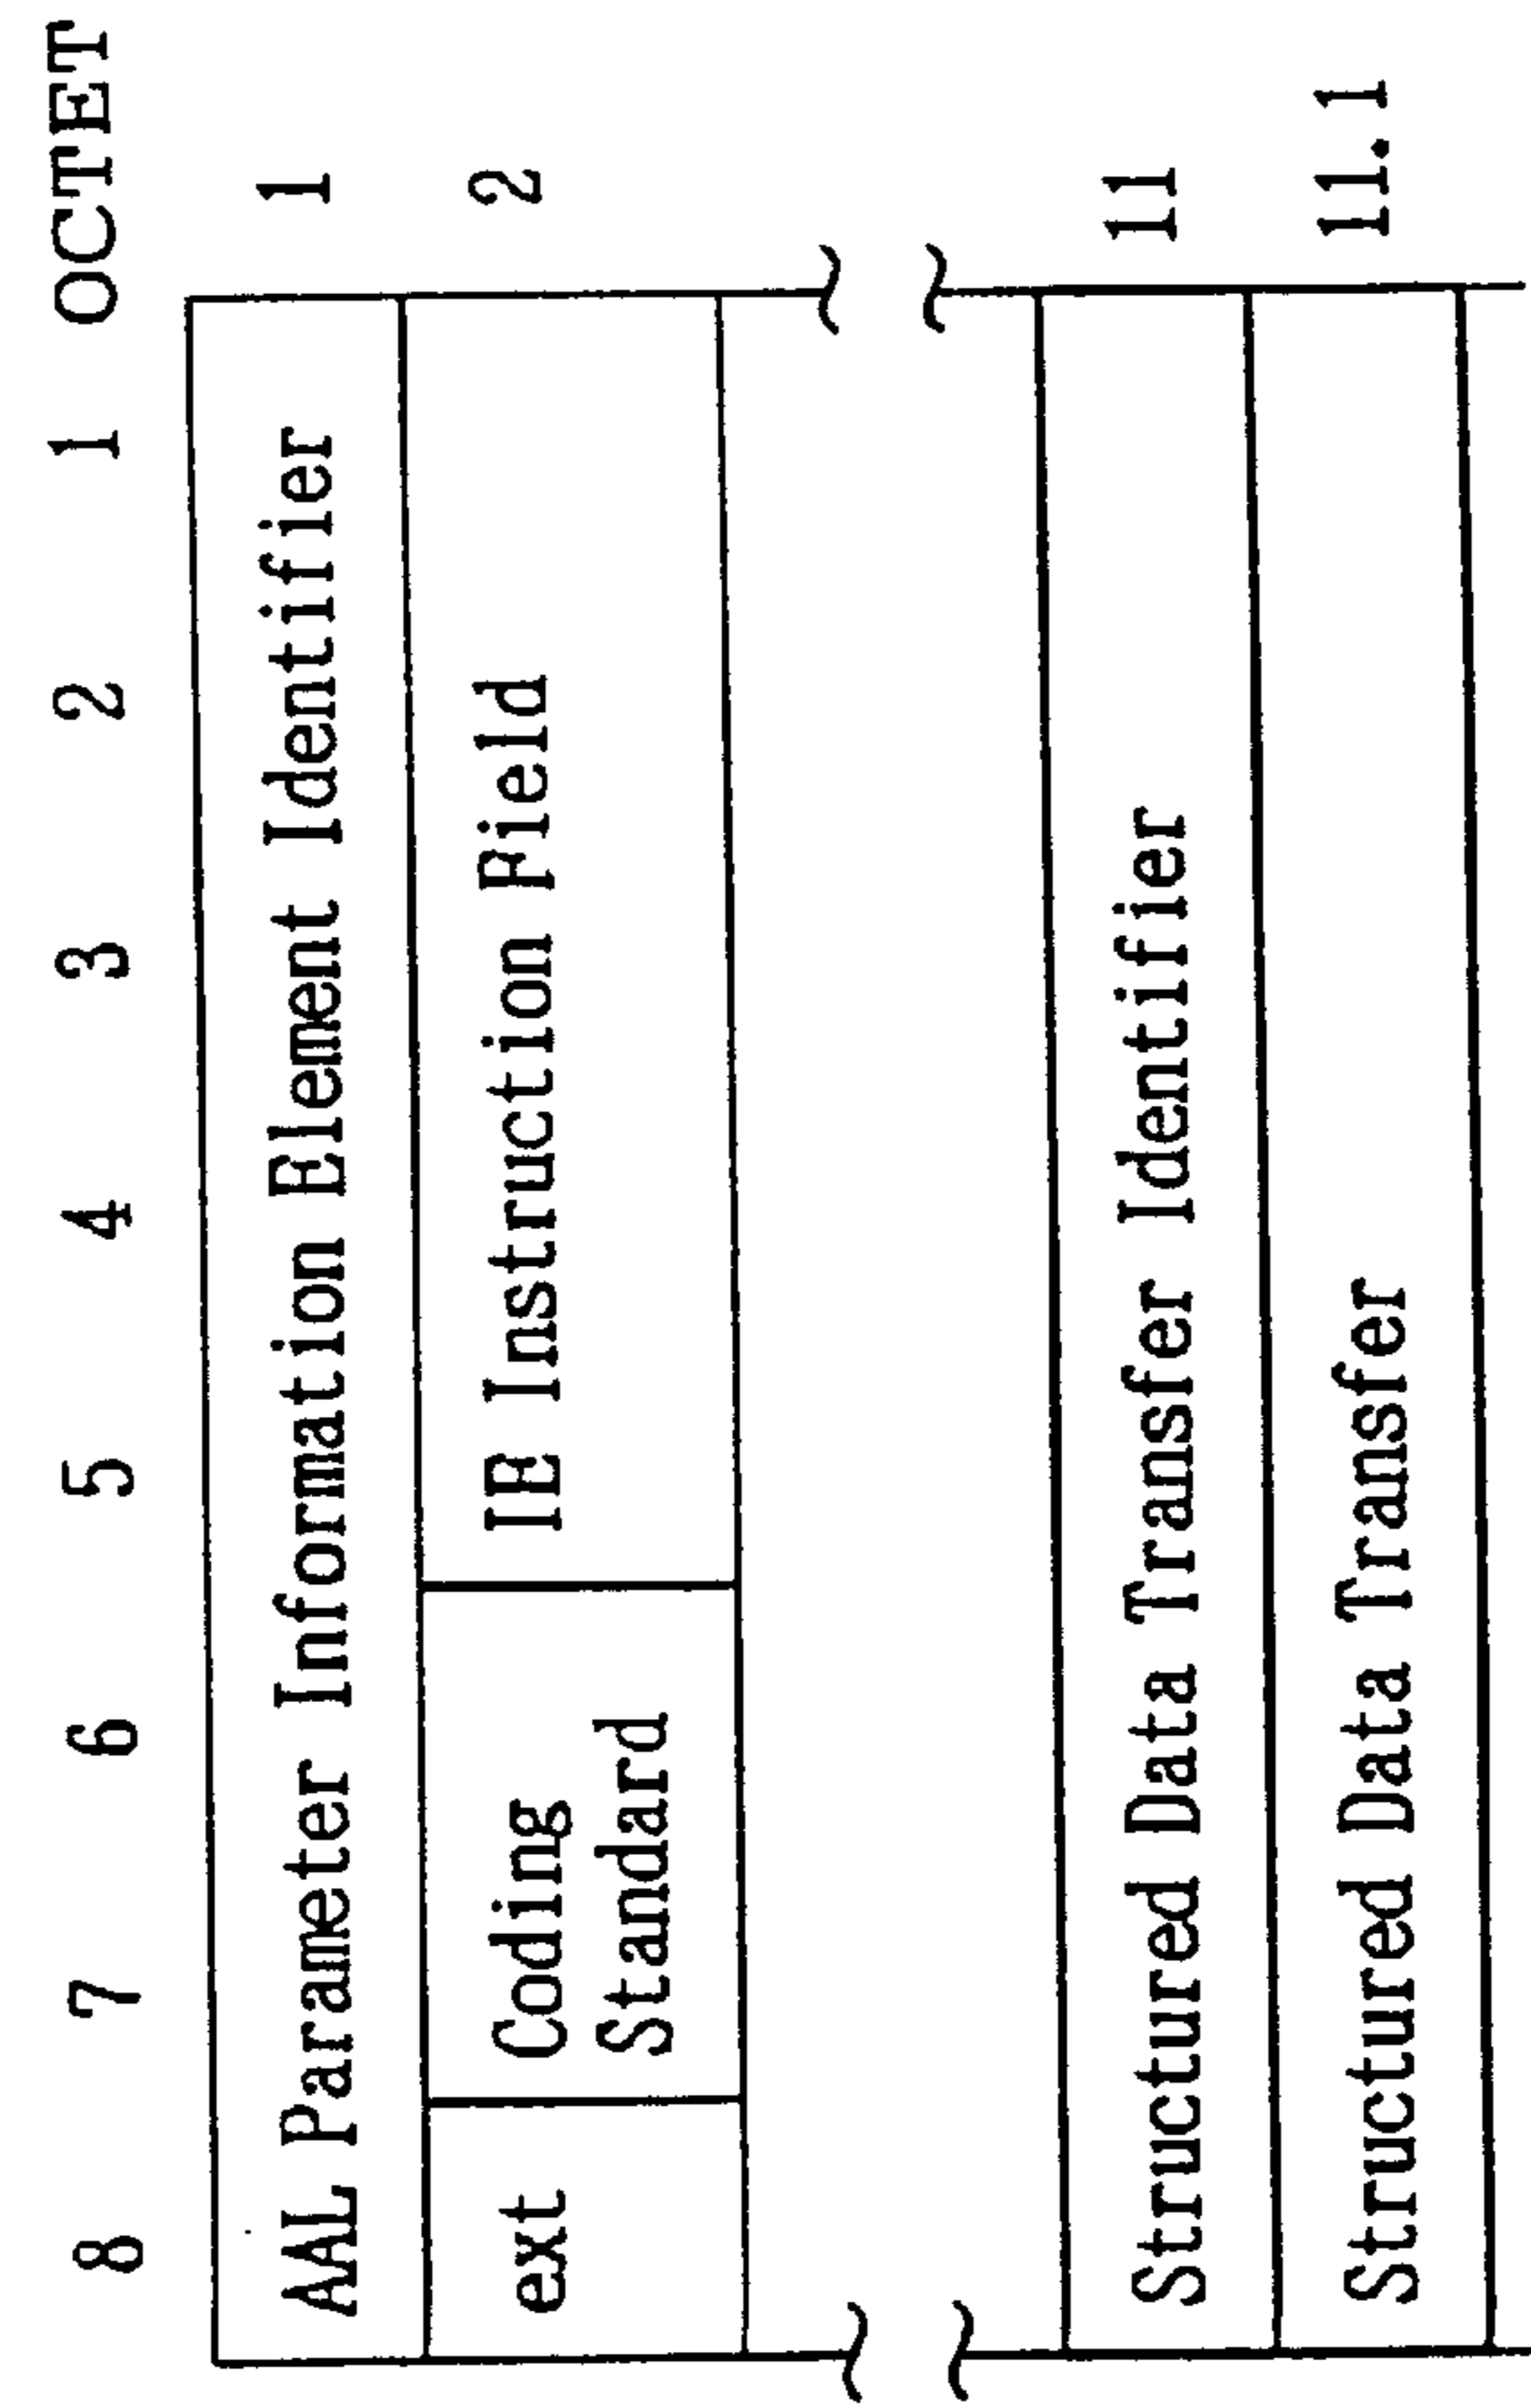 8 7 6 5 4 3 2 1 OCTET
AAL Parameter Information Element Identifier 1
ext Coding Standard IE Instruction Field 2
Structured Data Transfer Identifier 11
Structured Data Transfer 11.1